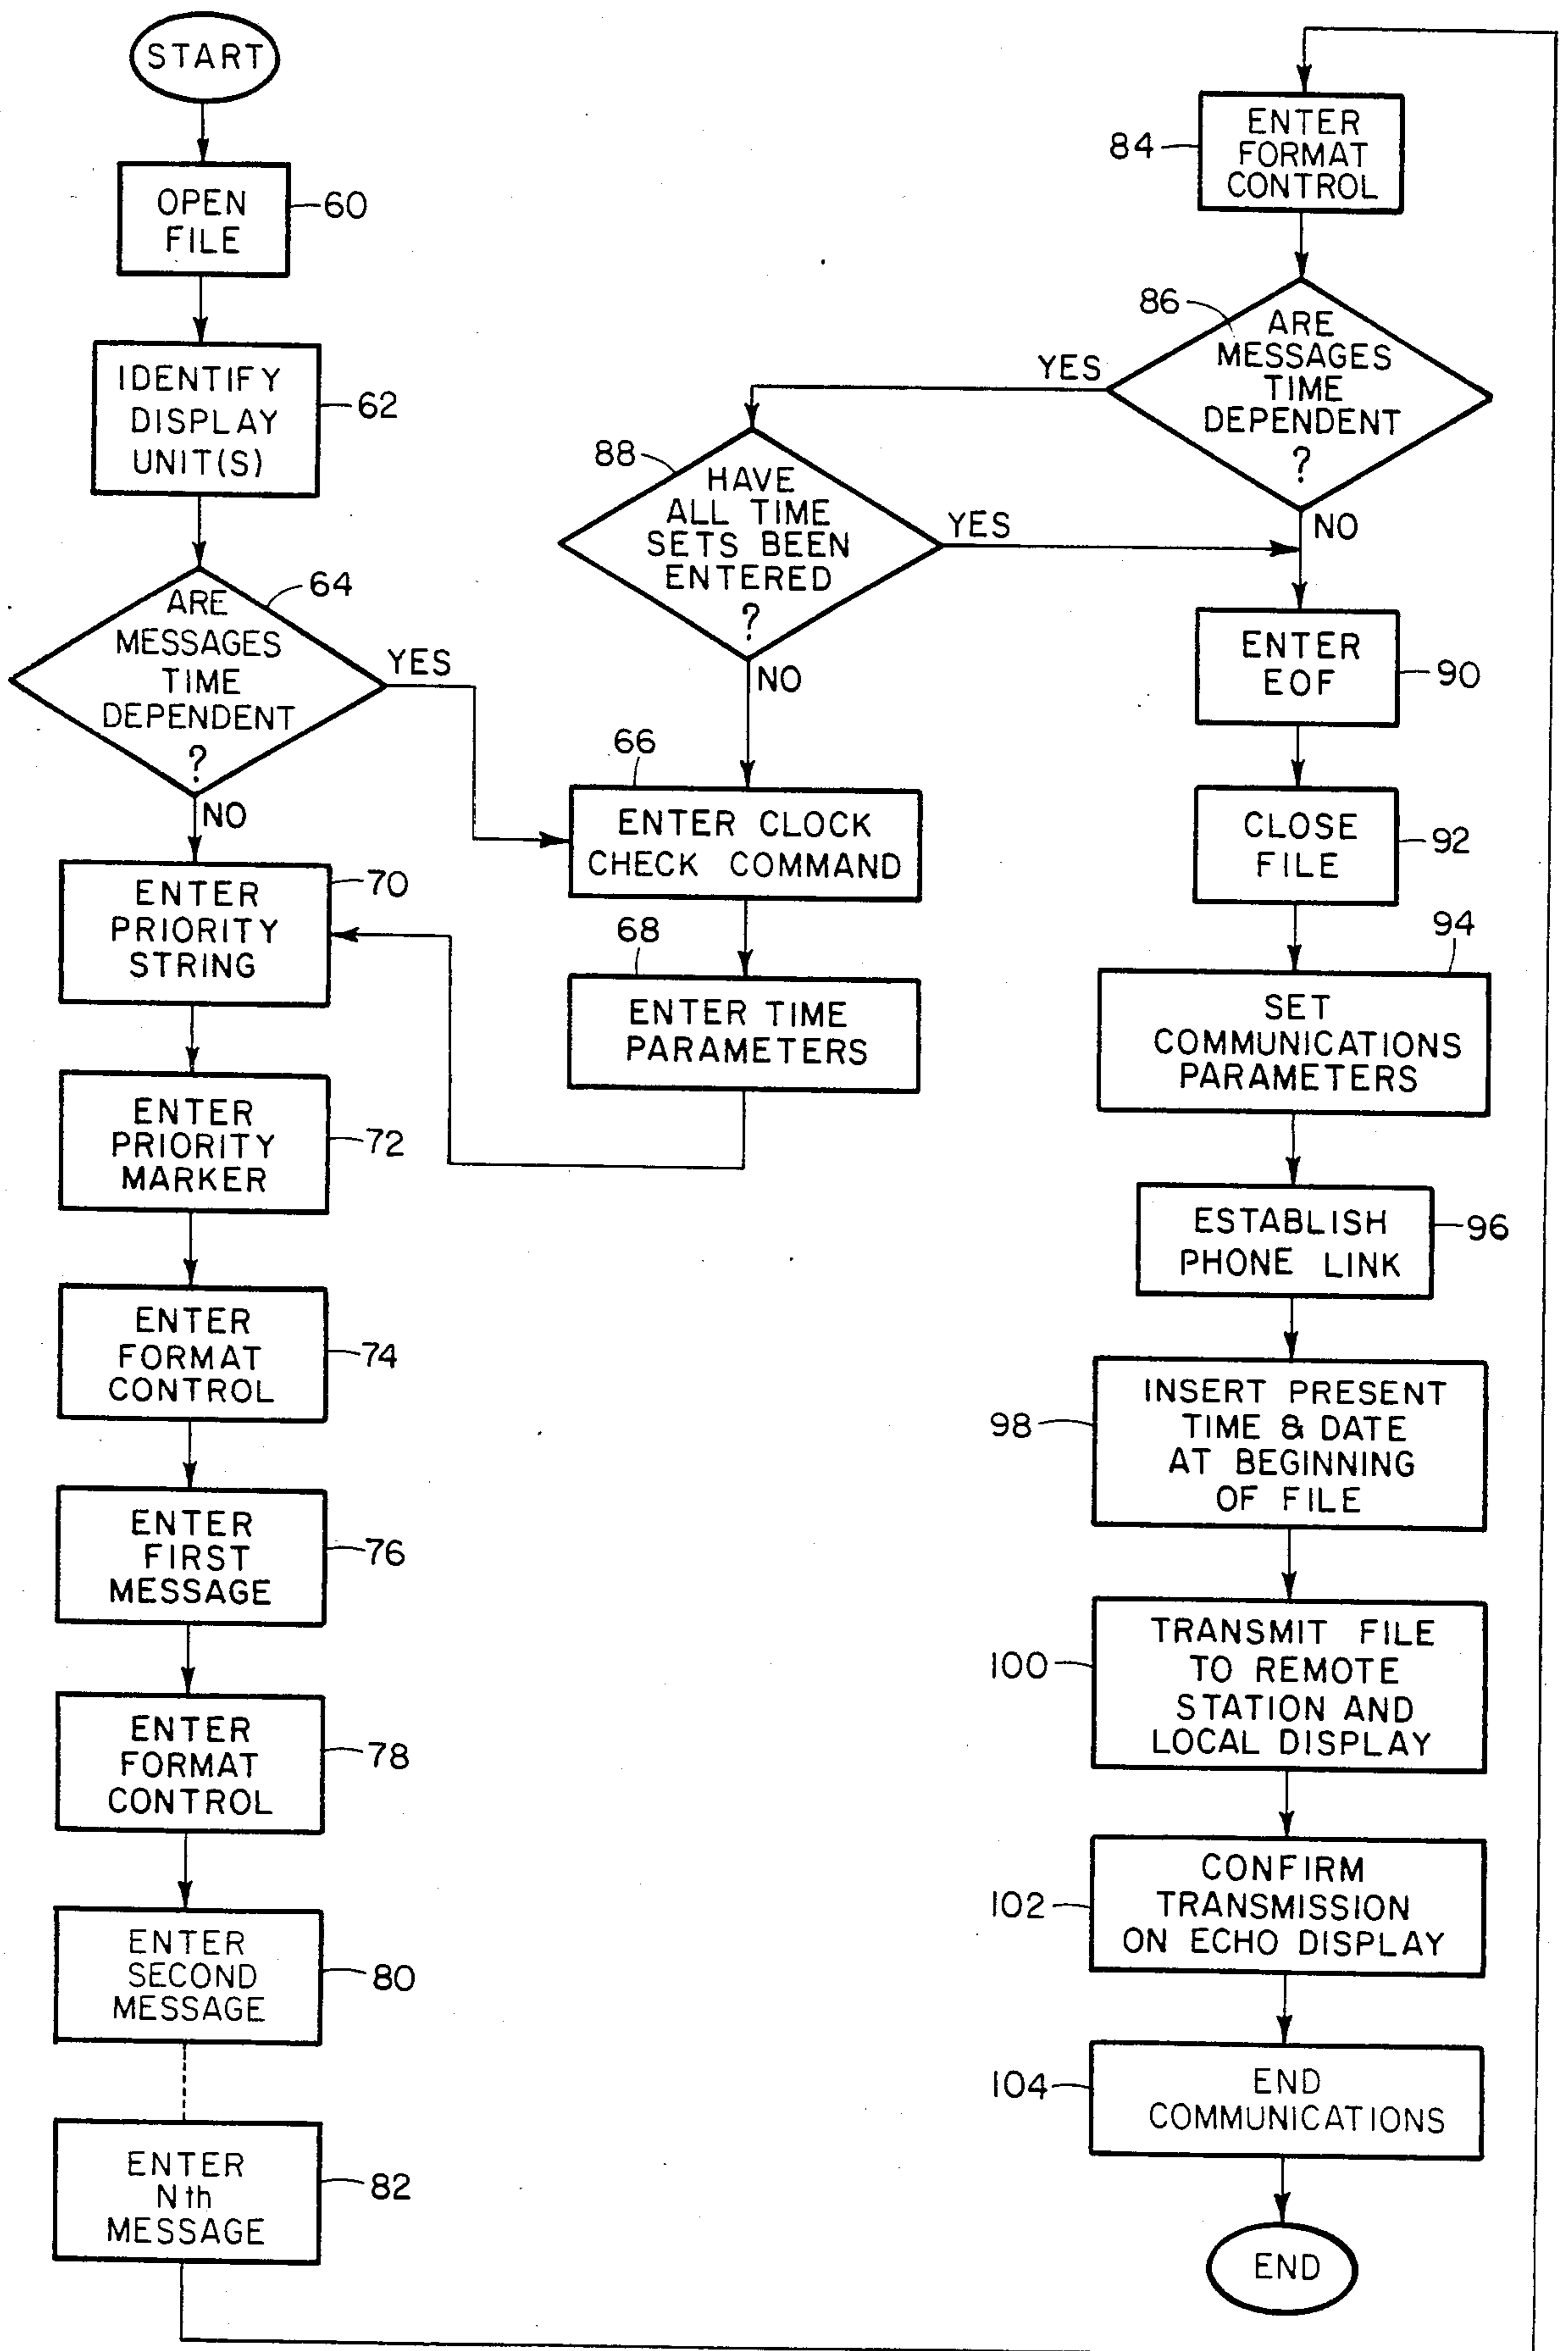 START
OPEN
FILE
60
IDENTIFY
DISPLAY
UNIT(S)
62
64
ARE
MESSAGES
TIME
DEPENDENT
?
YES
NO
70
ENTER
PRIORITY
STRING
ENTER
PRIORITY
MARKER
72
ENTER
FORMAT
CONTROL
74
ENTER
FIRST
MESSAGE
76
ENTER
FORMAT
CONTROL
78
ENTER
SECOND
MESSAGE
80
ENTER
Nth
MESSAGE
82
88
HAVE
ALL TIME
SETS BEEN
ENTERED
?
YES
NO
66
ENTER CLOCK
CHECK COMMAND
68
ENTER TIME
PARAMETERS
84
ENTER
FORMAT
CONTROL
86
ARE
MESSAGES
TIME
DEPENDENT
?
YES
NO
ENTER
EOF
90
CLOSE
FILE
92
94
SET
COMMUNICATIONS
PARAMETERS
ESTABLISH
PHONE LINK
96
98
INSERT PRESENT
TIME & DATE
AT BEGINNING
OF FILE
100
TRANSMIT FILE
TO REMOTE
STATION AND
LOCAL DISPLAY
102
CONFIRM
TRANSMISSION
ON ECHO DISPLAY
104
END
COMMUNICATIONS
END